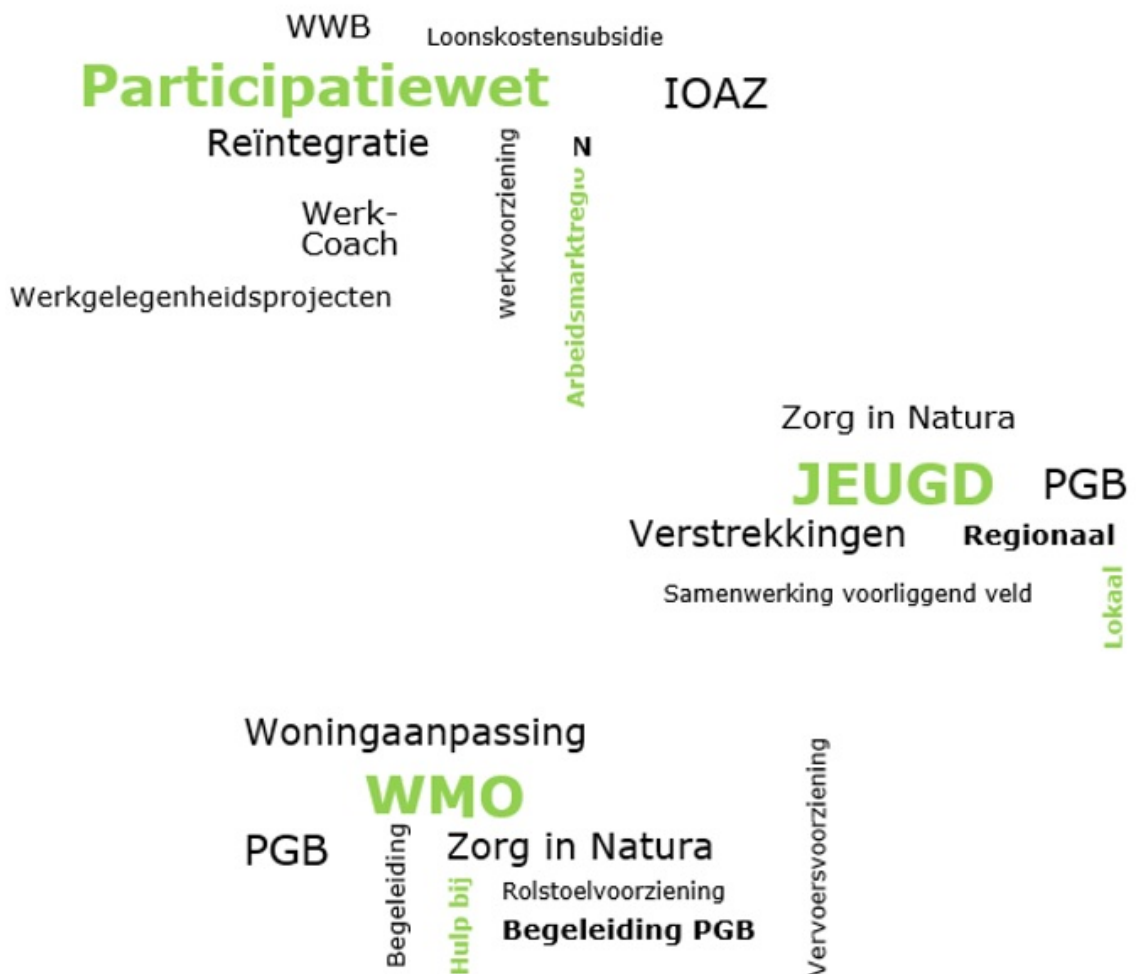 WWB
Loonskostensubsidie
Participatiewet
IOAZ
Reïntegratie
werkvoorziening
N
Arbeidsmarktregio
Werk-
Coach
Werkgelegenheidsprojecten
Zorg in Natura
JEUGD
PGB
Verstrekkingen
Regionaal
Samenwerking voorliggend veld
Lokaal
Woningaanpassing
WMO
Vervoersvoorziening
PGB
Begeleiding
Zorg in Natura
Hulp bij
Rolstoelvoorziening
Begeleiding PGB